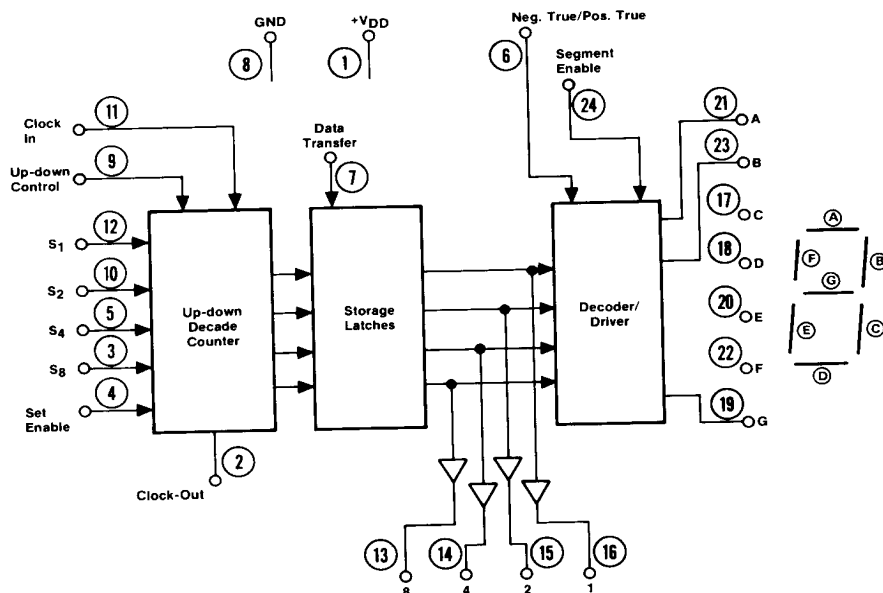 GND
+VDD
Neg. True/Pos. True
8
1
6
Segment
Enable
24
21
A
11
Clock
In
Data
Transfer
23
B
9
Up-down
Control
7
17
C
12
S1
A
18
D
F
B
10
S2
G
Up-down
Decade
Counter
Storage
Latches
Decoder/
Driver
5
S4
20
E
E
C
3
S8
22
F
D
4
Set
Enable
19
G
2
Clock-Out
13
14
15
16
8
4
2
1